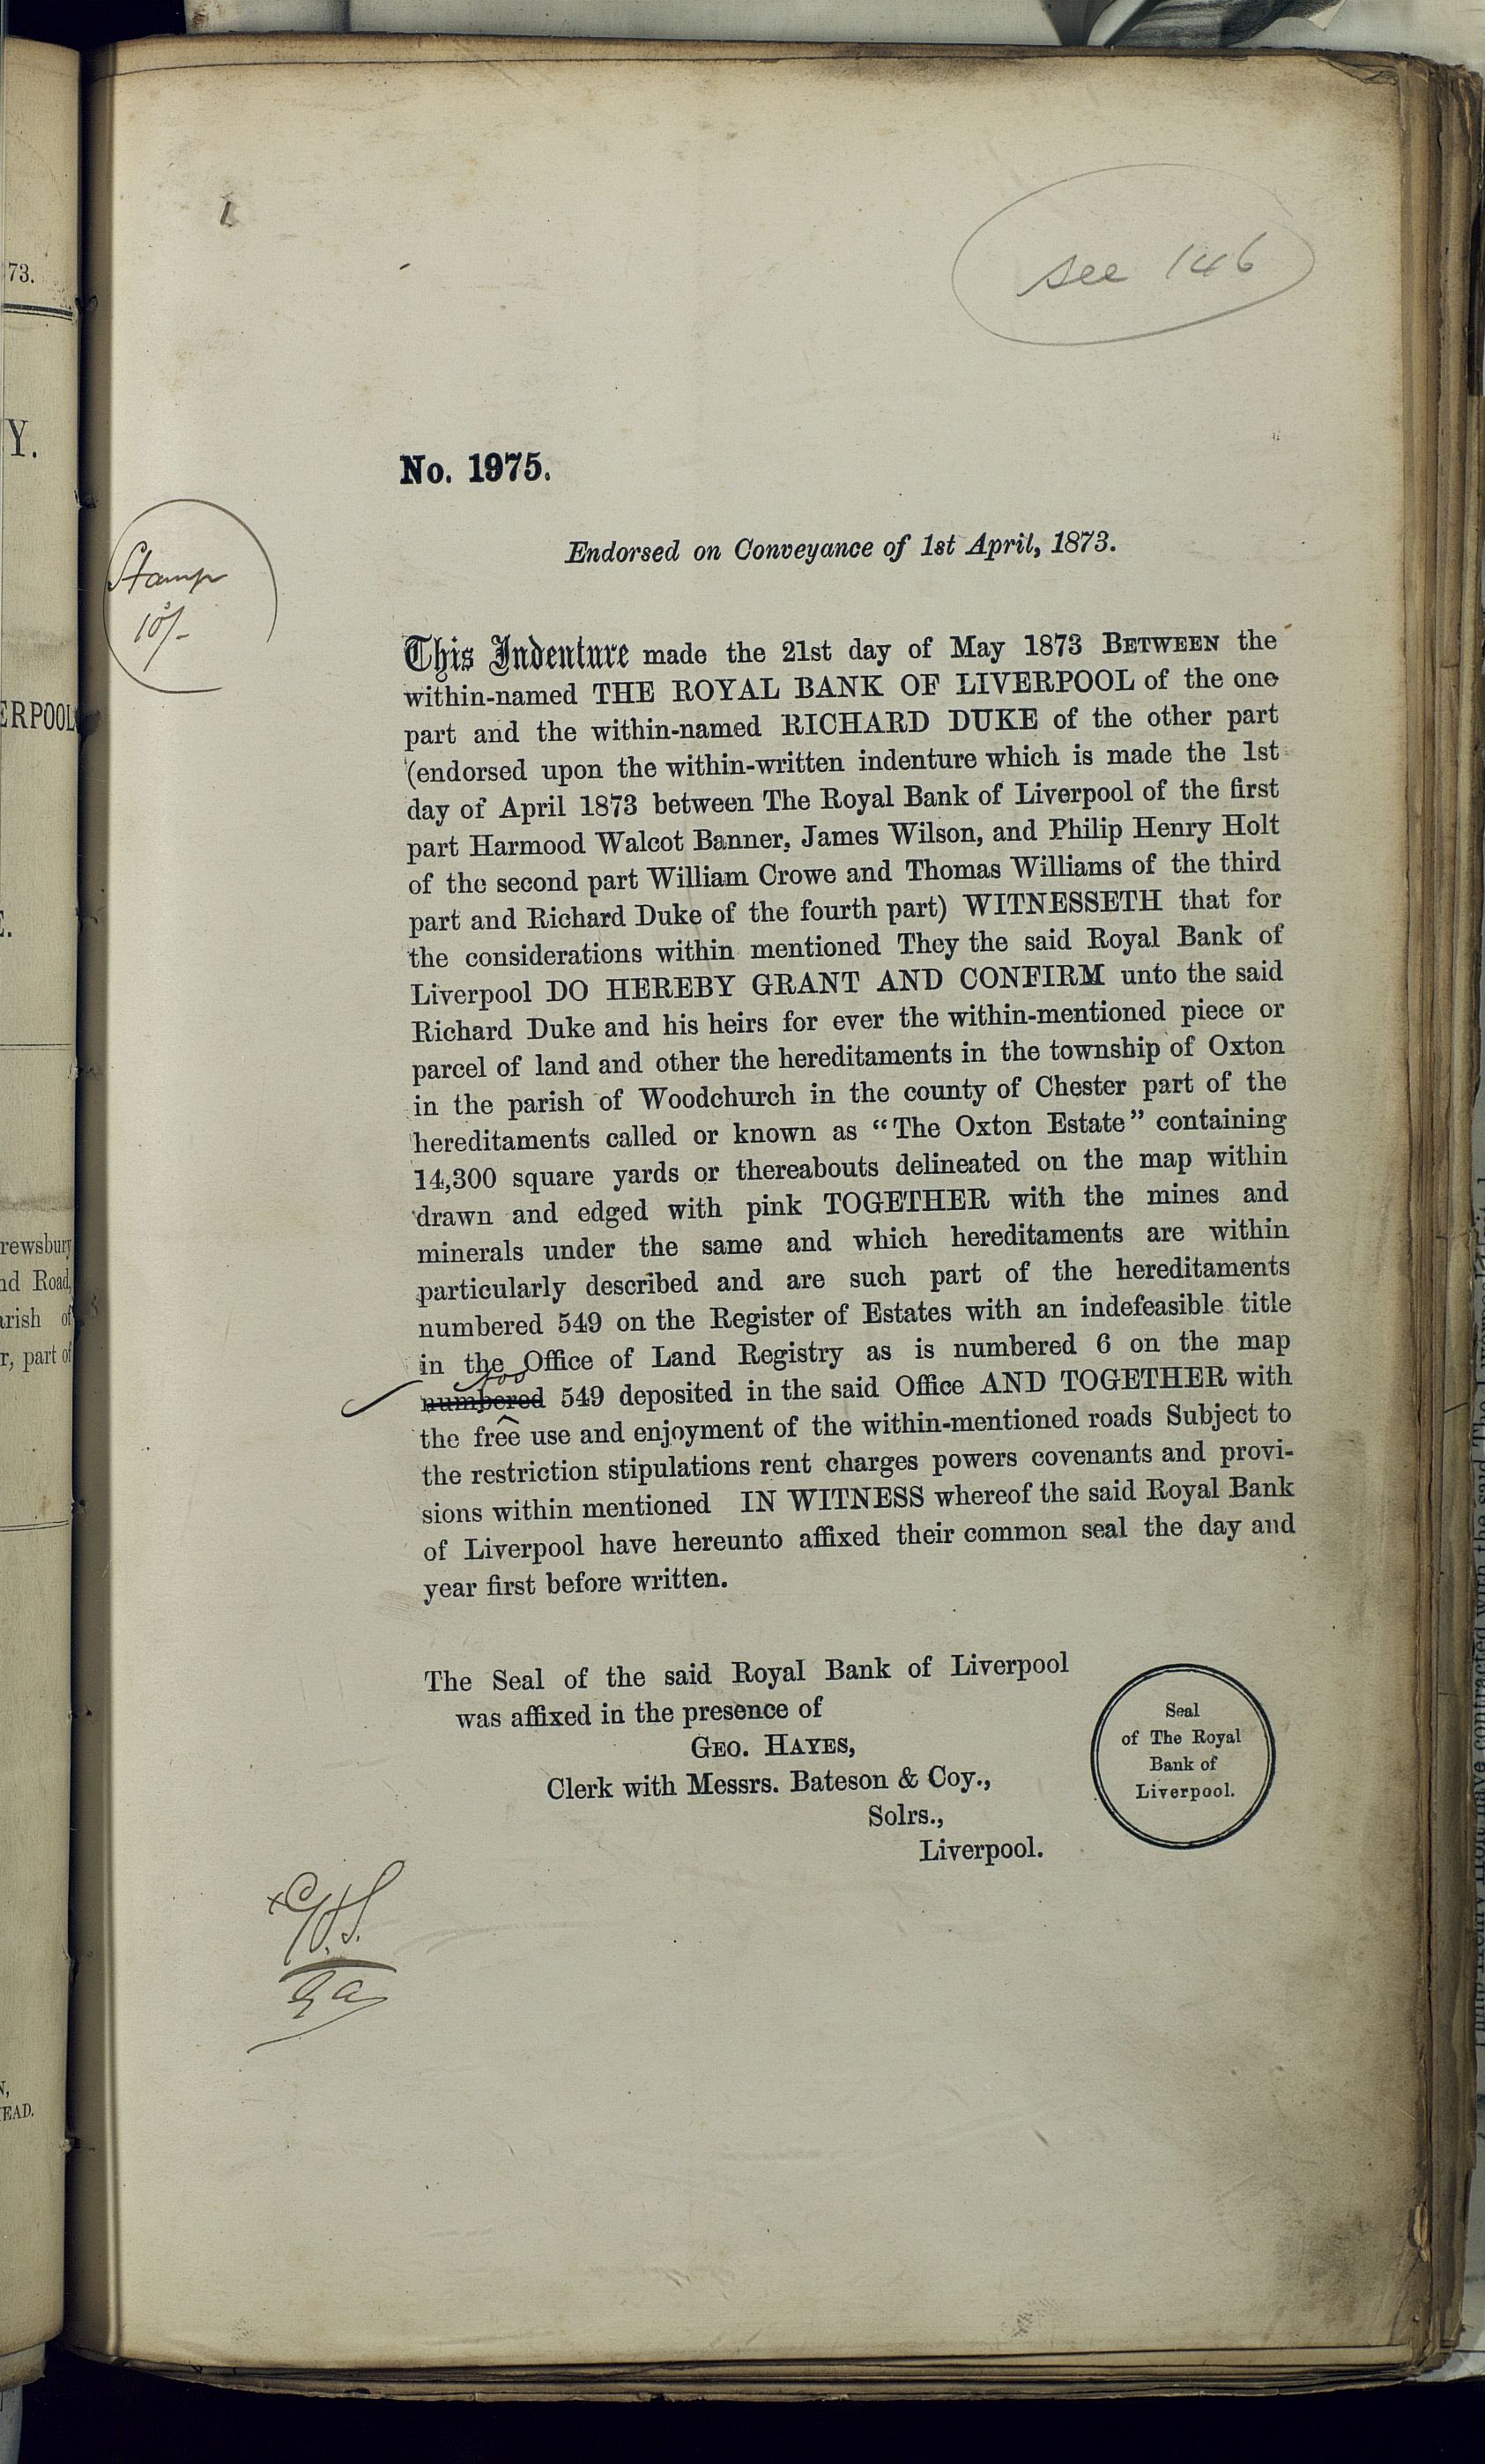 73.
Y.
ERPOOL
rewsbury
nd Road,
arish of
r, part of
EAD.
see 146
No. 1975.
Stamp
10/-
Endorsed on Conveyance of 1st April, 1873.
This Indenture made the 21st day of May 1873 BETWEEN the
within-named THE ROYAL BANK OF LIVERPOOL of the one
part and the within-named RICHARD DUKE of the other part
(endorsed upon the within-written indenture which is made the 1st
day of April 1873 between The Royal Bank of Liverpool of the first
part Harmood Walcot Banner, James Wilson, and Philip Henry Holt
of the second part William Crowe and Thomas Williams of the third
part and Richard Duke of the fourth part) WITNESSETH that for
the considerations within mentioned They the said Royal Bank of
Liverpool DO HEREBY GRANT AND CONFIRM unto the said
Richard Duke and his heirs for ever the within-mentioned piece or
parcel of land and other the hereditaments in the township of Oxton
in the parish of Woodchurch in the county of Chester part of the
hereditaments called or known as “The Oxton Estate” containing
14,300 square yards or thereabouts delineated on the map within
drawn and edged with pink TOGETHER with the mines and
minerals under the same and which hereditaments are within
particularly described and are such part of the hereditaments
numbered 549 on the Register of Estates with an indefeasible title
in the Office of Land Registry as is numbered 6 on the map
numbered 549 deposited in the said Office AND TOGETHER with
the free use and enjoyment of the within-mentioned roads Subject to
the restriction stipulations rent charges powers covenants and provi-
sions within mentioned IN WITNESS whereof the said Royal Bank
of Liverpool have hereunto affixed their common seal the day and
year first before written.
The Seal of the said Royal Bank of Liverpool
was affixed in the presence of
GEO. HAYES,
Clerk with Messrs. Bateson & Coy.,
Solrs.,
Liverpool.
Seal
of The Royal
Bank of
Liverpool.